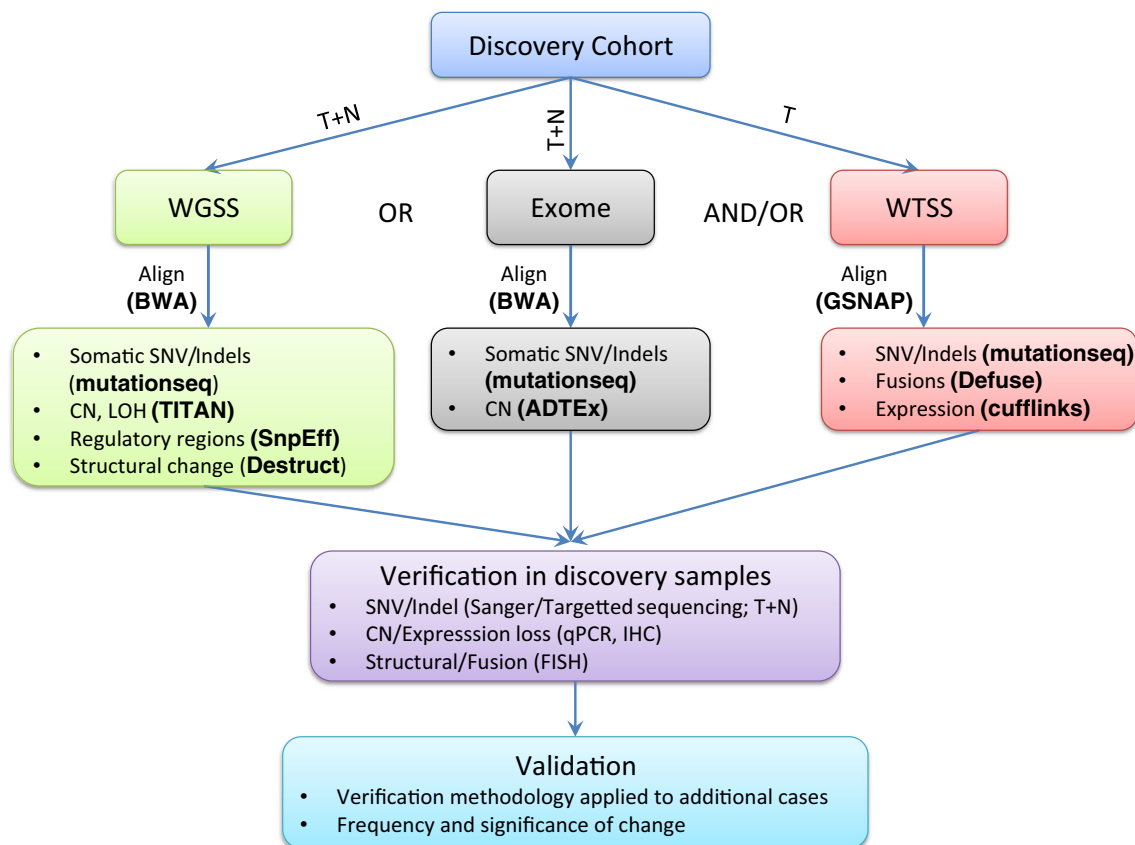 Discovery Cohort
T+N
T+N
T
WGSS
OR
Exome
AND/OR
WTSS
Align
(BWA)
Align
(BWA)
Align
(GSNAP)
• Somatic SNV/Indels
(mutationseq)
• CN, LOH (TITAN)
• Regulatory regions (SnpEff)
• Structural change (Destruct)
• Somatic SNV/Indels
(mutationseq)
• CN (ADTEx)
• SNV/Indels (mutationseq)
• Fusions (Defuse)
• Expression (cufflinks)
Verification in discovery samples
• SNV/Indel (Sanger/Targetted sequencing; T+N)
• CN/Expresssion loss (qPCR, IHC)
• Structural/Fusion (FISH)
Validation
• Verification methodology applied to additional cases
• Frequency and significance of change